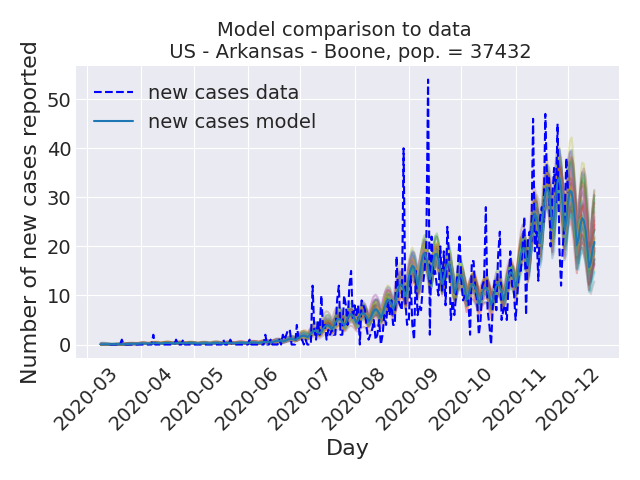 Model comparison to data
US - Arkansas - Boone, pop. = 37432
Number of new cases reported
50
40
30
20
10
0
new cases data
new cases model
2020-03
2020-04
2020-05
2020-06
2020-07
2020-08
2020-09
2020-10
2020-11
2020-12
Day